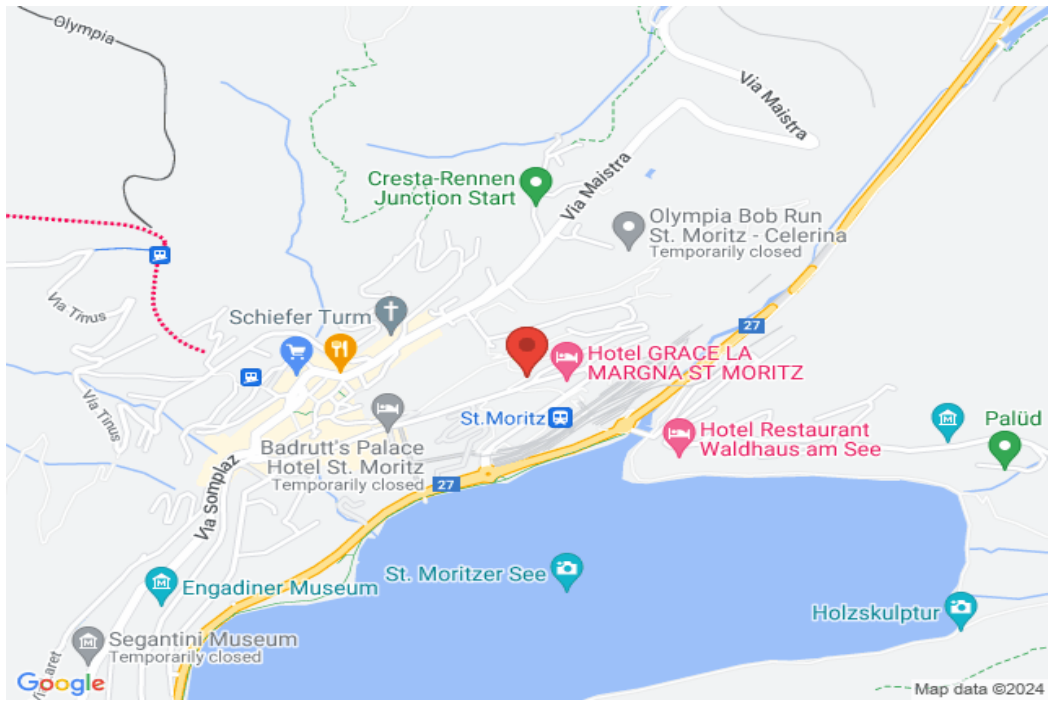 Olympia
Via Maistra
Via Maistra
Cresta-Rennen
Junction Start
Olympia Bob Run
St. Moritz - Celerina
Temporarily closed
Via Tinus
Schiefer Turm
27
Hotel GRACE LA
MARGNA ST MORITZ
Via Tinus
St.Moritz
Badrutt's Palace
Hotel St. Moritz
Temporarily closed
Hotel Restaurant
Waldhaus am See
Palüd
27
Via Somplaz
St. Moritzer See
Engadiner Museum
Holzskulptur
Segantini Museum
Temporarily closed
Google
Map data ©2024